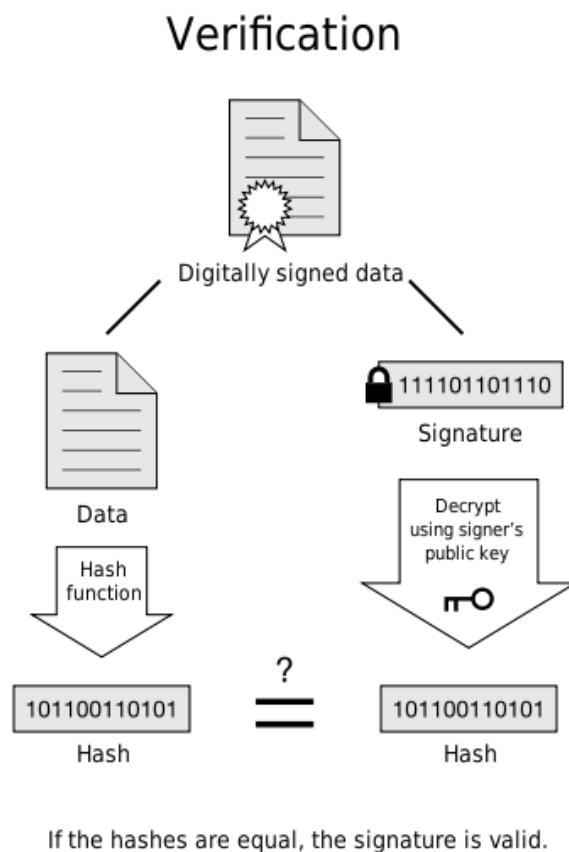 Verification
Digitally signed data
111101101110
Signature
Data
Decrypt
using signer's
public key
Hash
function
?
101100110101
101100110101
Hash
Hash
If the hashes are equal, the signature is valid.